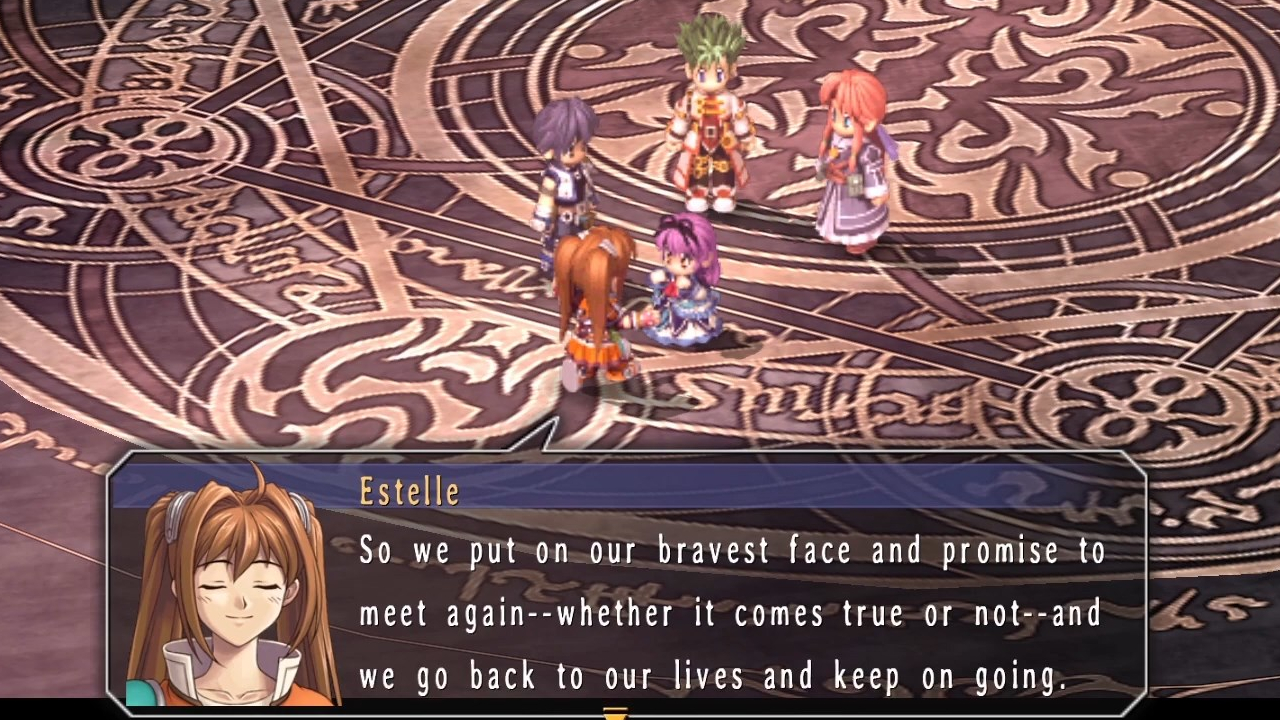 Estelle
So we put on our bravest face and promise to
meet again--whether it comes true or not--and
we go back to our lives and keep on going.